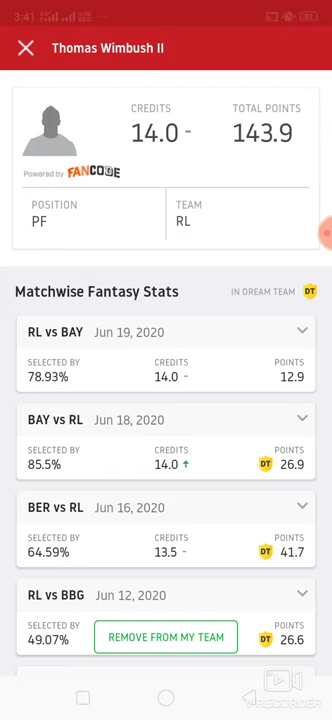 3:41
Thomas Wimbush II
CREDITS TOTAL POINTS
14.0 - 143.9
Powered by FANCODE
POSITION TEAM
PF RL
Matchwise Fantasy Stats IN DREAM TEAM DT
RL vs BAY Jun 19, 2020
SELECTED BY CREDITS POINTS
78.93% 14.0 - 12.9
BAY vs RL Jun 18, 2020
SELECTED BY CREDITS POINTS
85.5% 14.0 ↑ DT 26.9
BER vs RL Jun 16, 2020
SELECTED BY CREDITS POINTS
64.59% 13.5 - DT 41.7
RL vs BBG Jun 12, 2020
SELECTED BY POINTS
49.07% REMOVE FROM MY TEAM DT 26.6
RECORDER